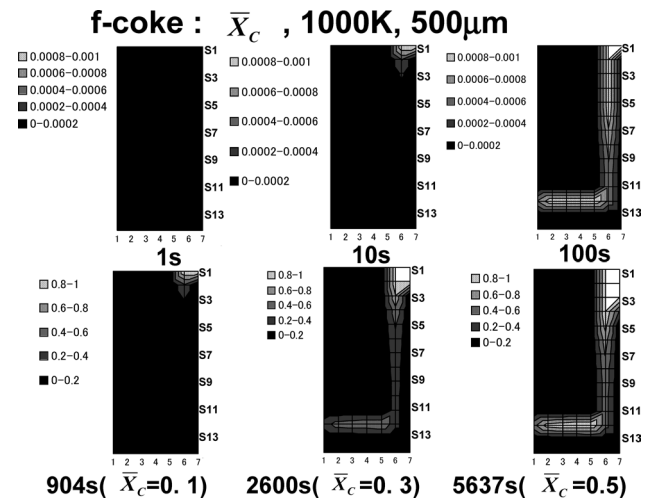 f-coke : X̄_C , 1000K, 500μm
0.0008-0.001
0.0006-0.0008
0.0004-0.0006
0.0002-0.0004
0-0.0002
S1
S3
S5
S7
S9
S11
S13
1 2 3 4 5 6 7
1s
0.0008-0.001
0.0006-0.0008
0.0004-0.0006
0.0002-0.0004
0-0.0002
S1
S3
S5
S7
S9
S11
S13
1 2 3 4 5 6 7
10s
0.0008-0.001
0.0006-0.0008
0.0004-0.0006
0.0002-0.0004
0-0.0002
S1
S3
S5
S7
S9
S11
S13
1 2 3 4 5 6 7
100s
0.8-1
0.6-0.8
0.4-0.6
0.2-0.4
0-0.2
S1
S3
S5
S7
S9
S11
S13
1 2 3 4 5 6 7
904s( X̄_C=0. 1)
0.8-1
0.6-0.8
0.4-0.6
0.2-0.4
0-0.2
S1
S3
S5
S7
S9
S11
S13
1 2 3 4 5 6 7
2600s( X̄_C=0. 3)
0.8-1
0.6-0.8
0.4-0.6
0.2-0.4
0-0.2
S1
S3
S5
S7
S9
S11
S13
1 2 3 4 5 6 7
5637s( X̄_C=0. 5)